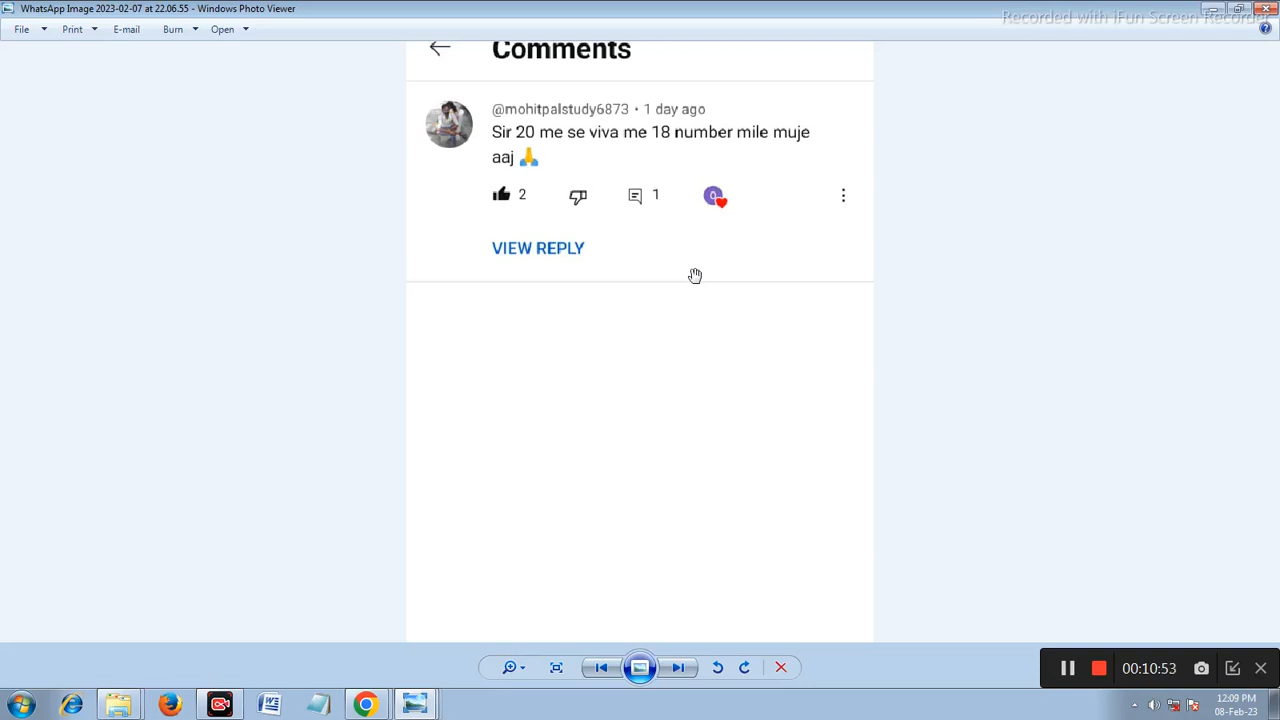 WhatsApp Image 2023-02-07 at 22.06.55 - Windows Photo Viewer
Recorded with iFun Screen Recorder
File Print E-mail Burn Open
Comments
@mohitpalstudy6873 • 1 day ago
Sir 20 me se viva me 18 number mile muje
aaj 🙏
2 1
VIEW REPLY
00:10:53
12:09 PM
08-Feb-23